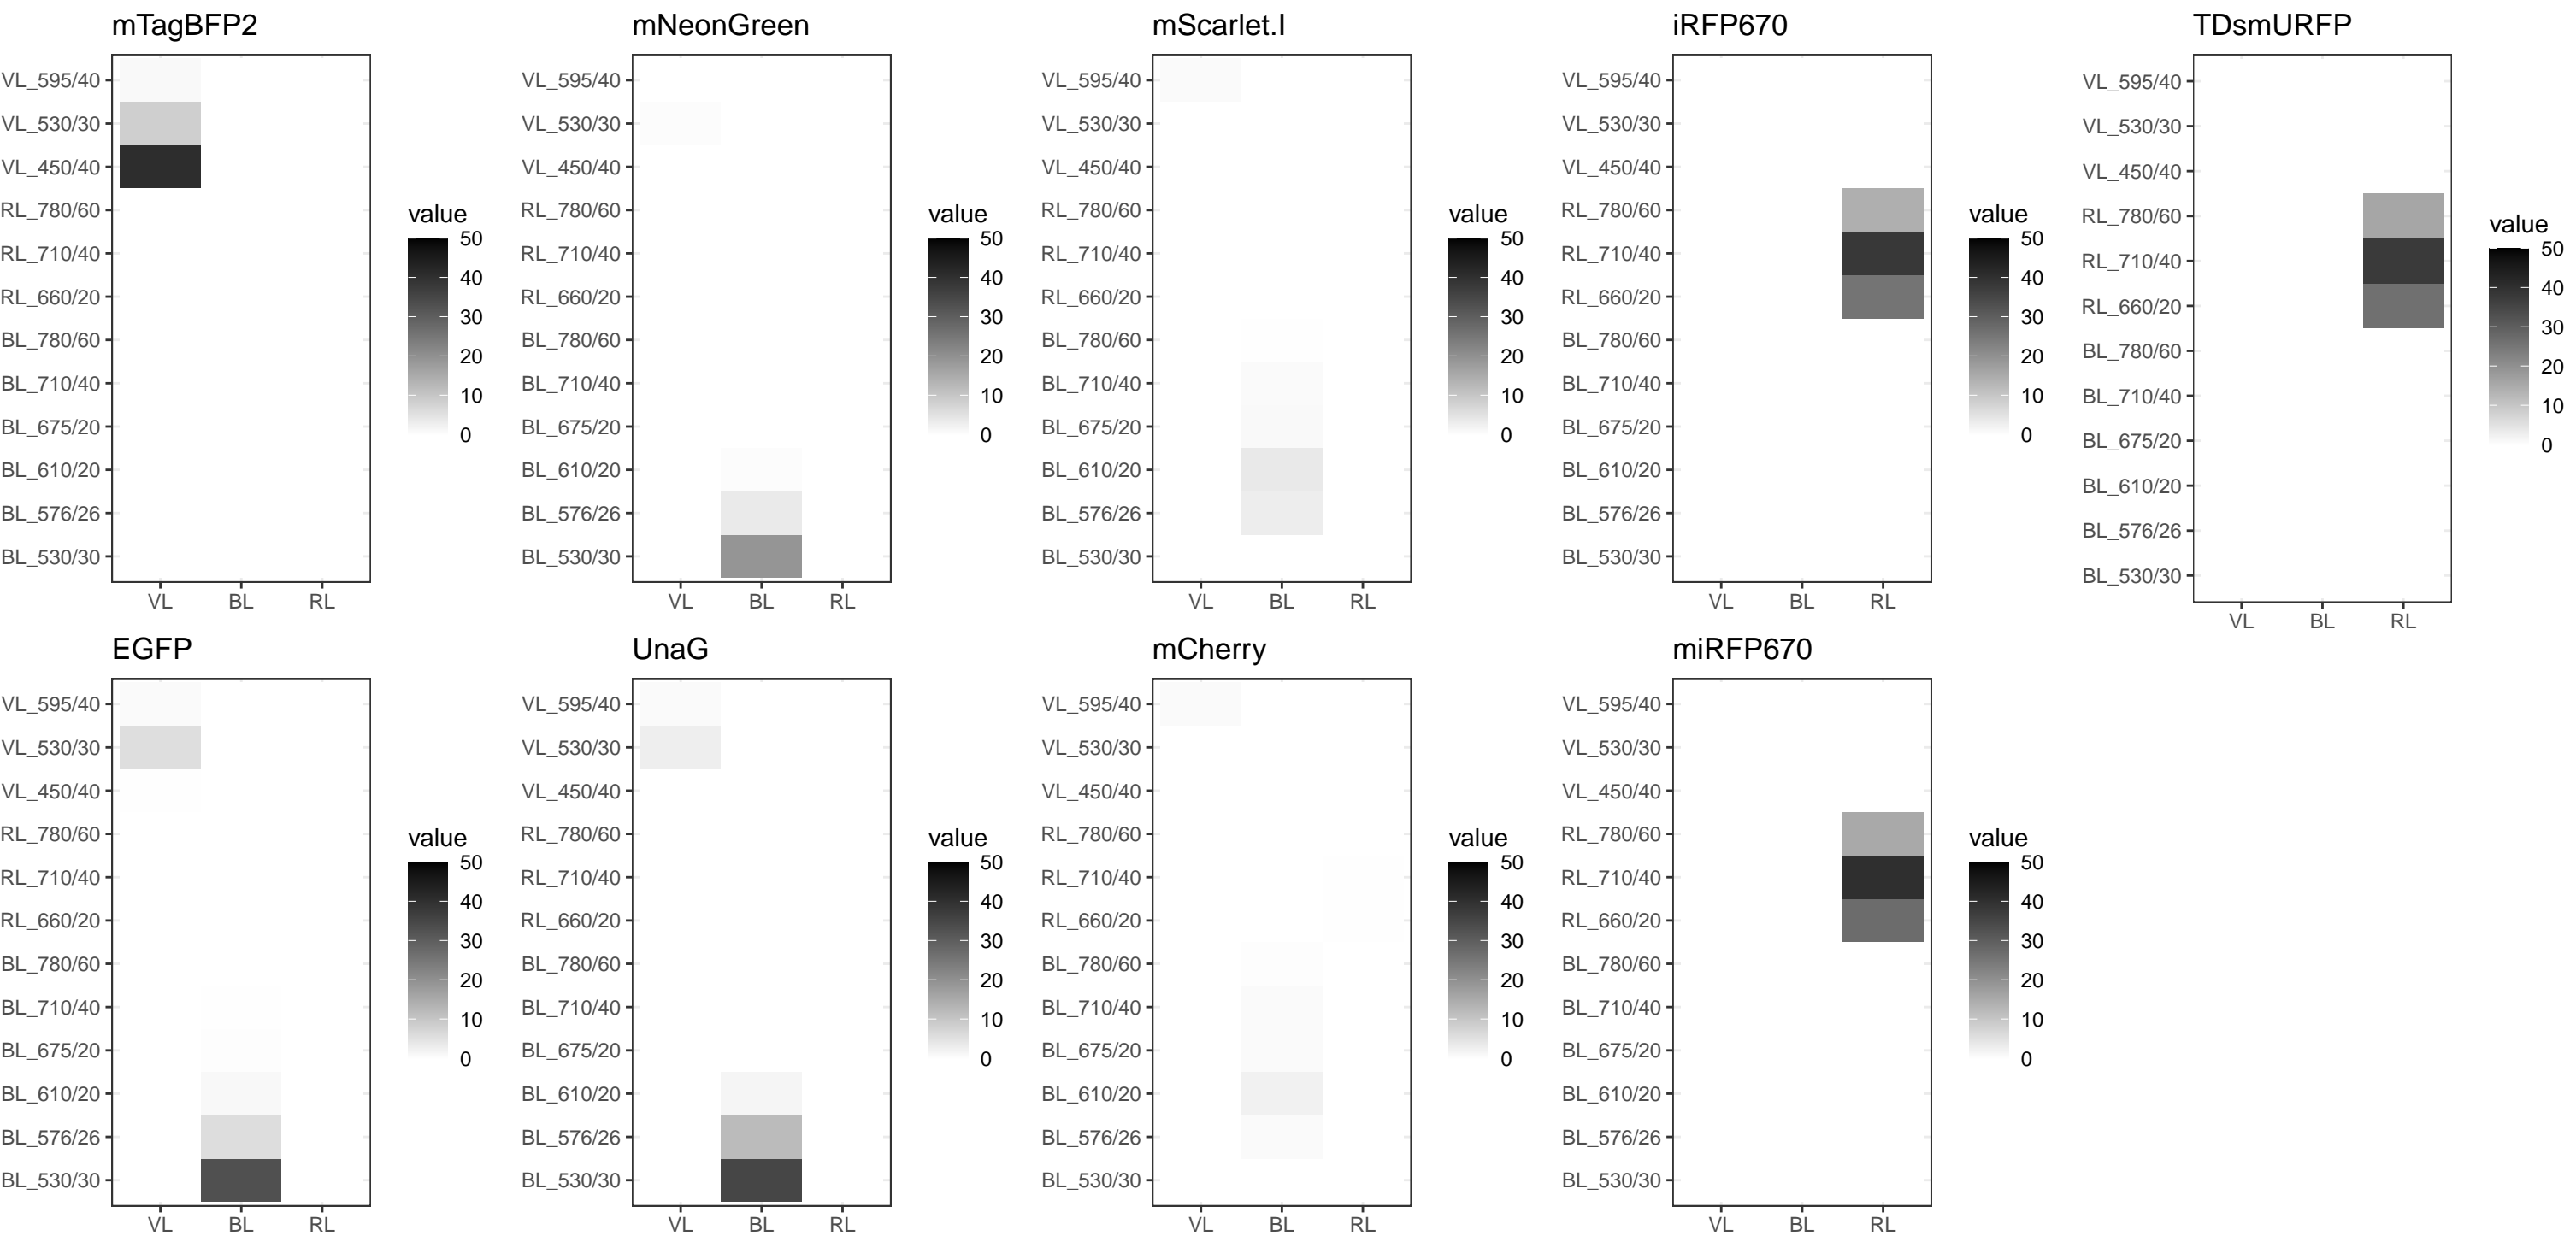 mTagBFP2
VL_595/40
VL_530/30
VL_450/40
RL_780/60
RL_710/40
RL_660/20
BL_780/60
BL_710/40
BL_675/20
BL_610/20
BL_576/26
BL_530/30
VL BL RL
value
50
40
30
20
10
0
mNeonGreen
VL_595/40
VL_530/30
VL_450/40
RL_780/60
RL_710/40
RL_660/20
BL_780/60
BL_710/40
BL_675/20
BL_610/20
BL_576/26
BL_530/30
VL BL RL
value
50
40
30
20
10
0
mScarlet.I
VL_595/40
VL_530/30
VL_450/40
RL_780/60
RL_710/40
RL_660/20
BL_780/60
BL_710/40
BL_675/20
BL_610/20
BL_576/26
BL_530/30
VL BL RL
value
50
40
30
20
10
0
iRFP670
VL_595/40
VL_530/30
VL_450/40
RL_780/60
RL_710/40
RL_660/20
BL_780/60
BL_710/40
BL_675/20
BL_610/20
BL_576/26
BL_530/30
VL BL RL
value
50
40
30
20
10
0
TDsmURFP
VL_595/40
VL_530/30
VL_450/40
RL_780/60
RL_710/40
RL_660/20
BL_780/60
BL_710/40
BL_675/20
BL_610/20
BL_576/26
BL_530/30
VL BL RL
value
50
40
30
20
10
0
EGFP
VL_595/40
VL_530/30
VL_450/40
RL_780/60
RL_710/40
RL_660/20
BL_780/60
BL_710/40
BL_675/20
BL_610/20
BL_576/26
BL_530/30
VL BL RL
value
50
40
30
20
10
0
UnaG
VL_595/40
VL_530/30
VL_450/40
RL_780/60
RL_710/40
RL_660/20
BL_780/60
BL_710/40
BL_675/20
BL_610/20
BL_576/26
BL_530/30
VL BL RL
value
50
40
30
20
10
0
mCherry
VL_595/40
VL_530/30
VL_450/40
RL_780/60
RL_710/40
RL_660/20
BL_780/60
BL_710/40
BL_675/20
BL_610/20
BL_576/26
BL_530/30
VL BL RL
value
50
40
30
20
10
0
miRFP670
VL_595/40
VL_530/30
VL_450/40
RL_780/60
RL_710/40
RL_660/20
BL_780/60
BL_710/40
BL_675/20
BL_610/20
BL_576/26
BL_530/30
VL BL RL
value
50
40
30
20
10
0